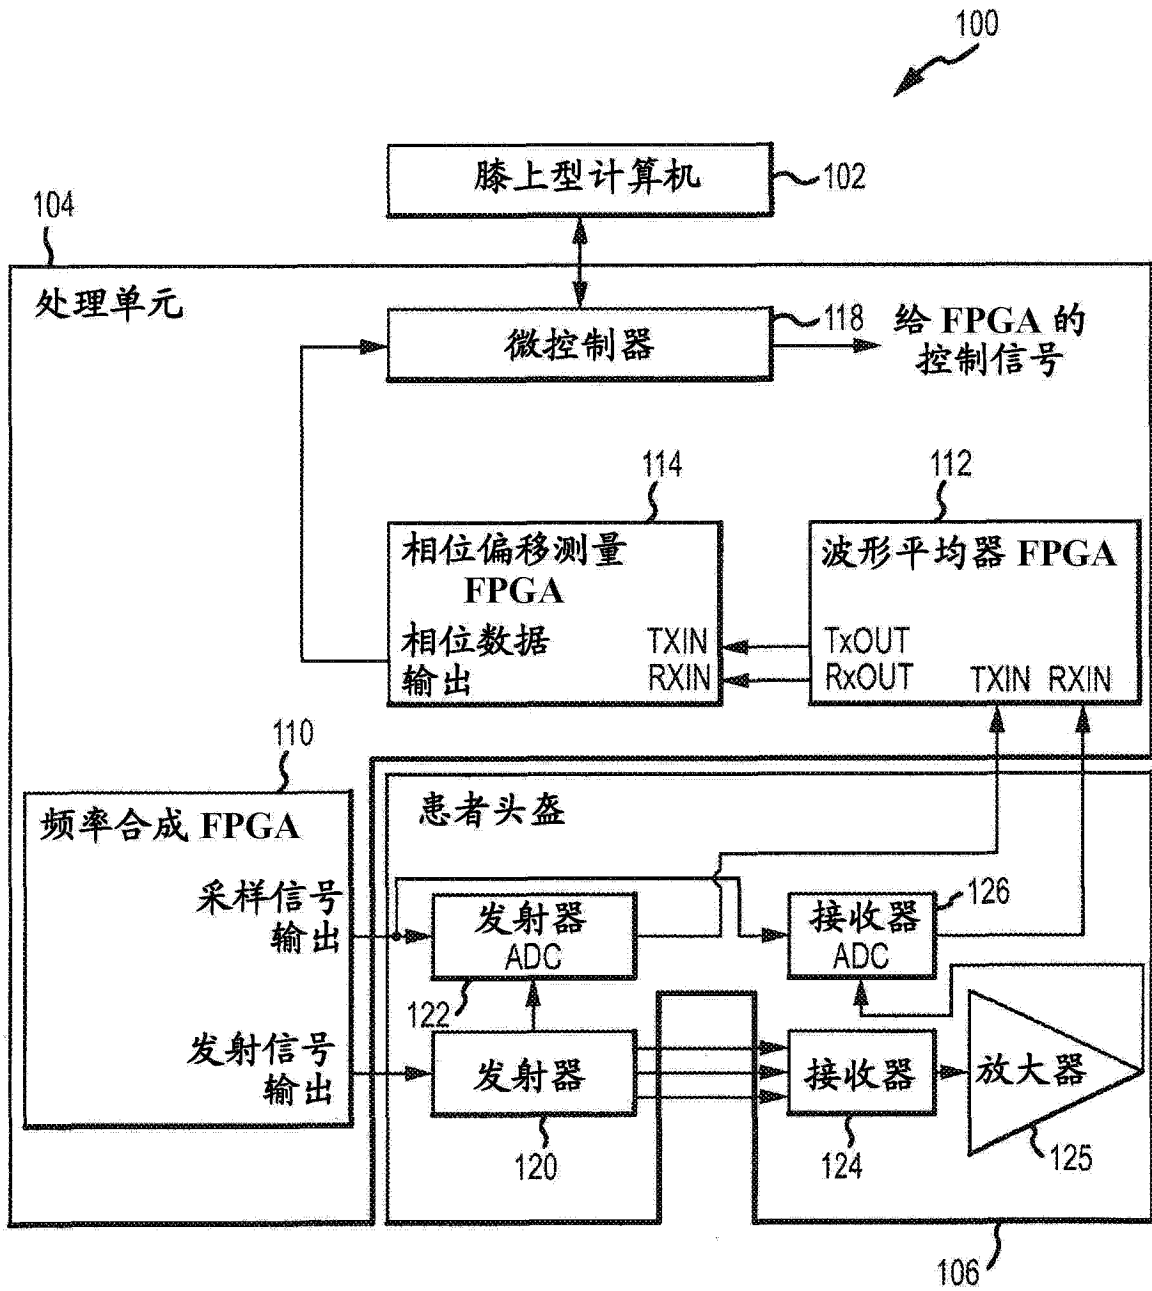 100
膝上型计算机
102
104
处理单元
微控制器
118
给 FPGA 的
控制信号
114
112
相位偏移测量
FPGA
相位数据
输出
TXIN
RXIN
波形平均器 FPGA
TxOUT
RxOUT
TXIN
RXIN
110
频率合成 FPGA
采样信号
输出
发射信号
输出
患者头盔
发射器
ADC
122
接收器
ADC
126
发射器
120
接收器
124
放大器
125
106